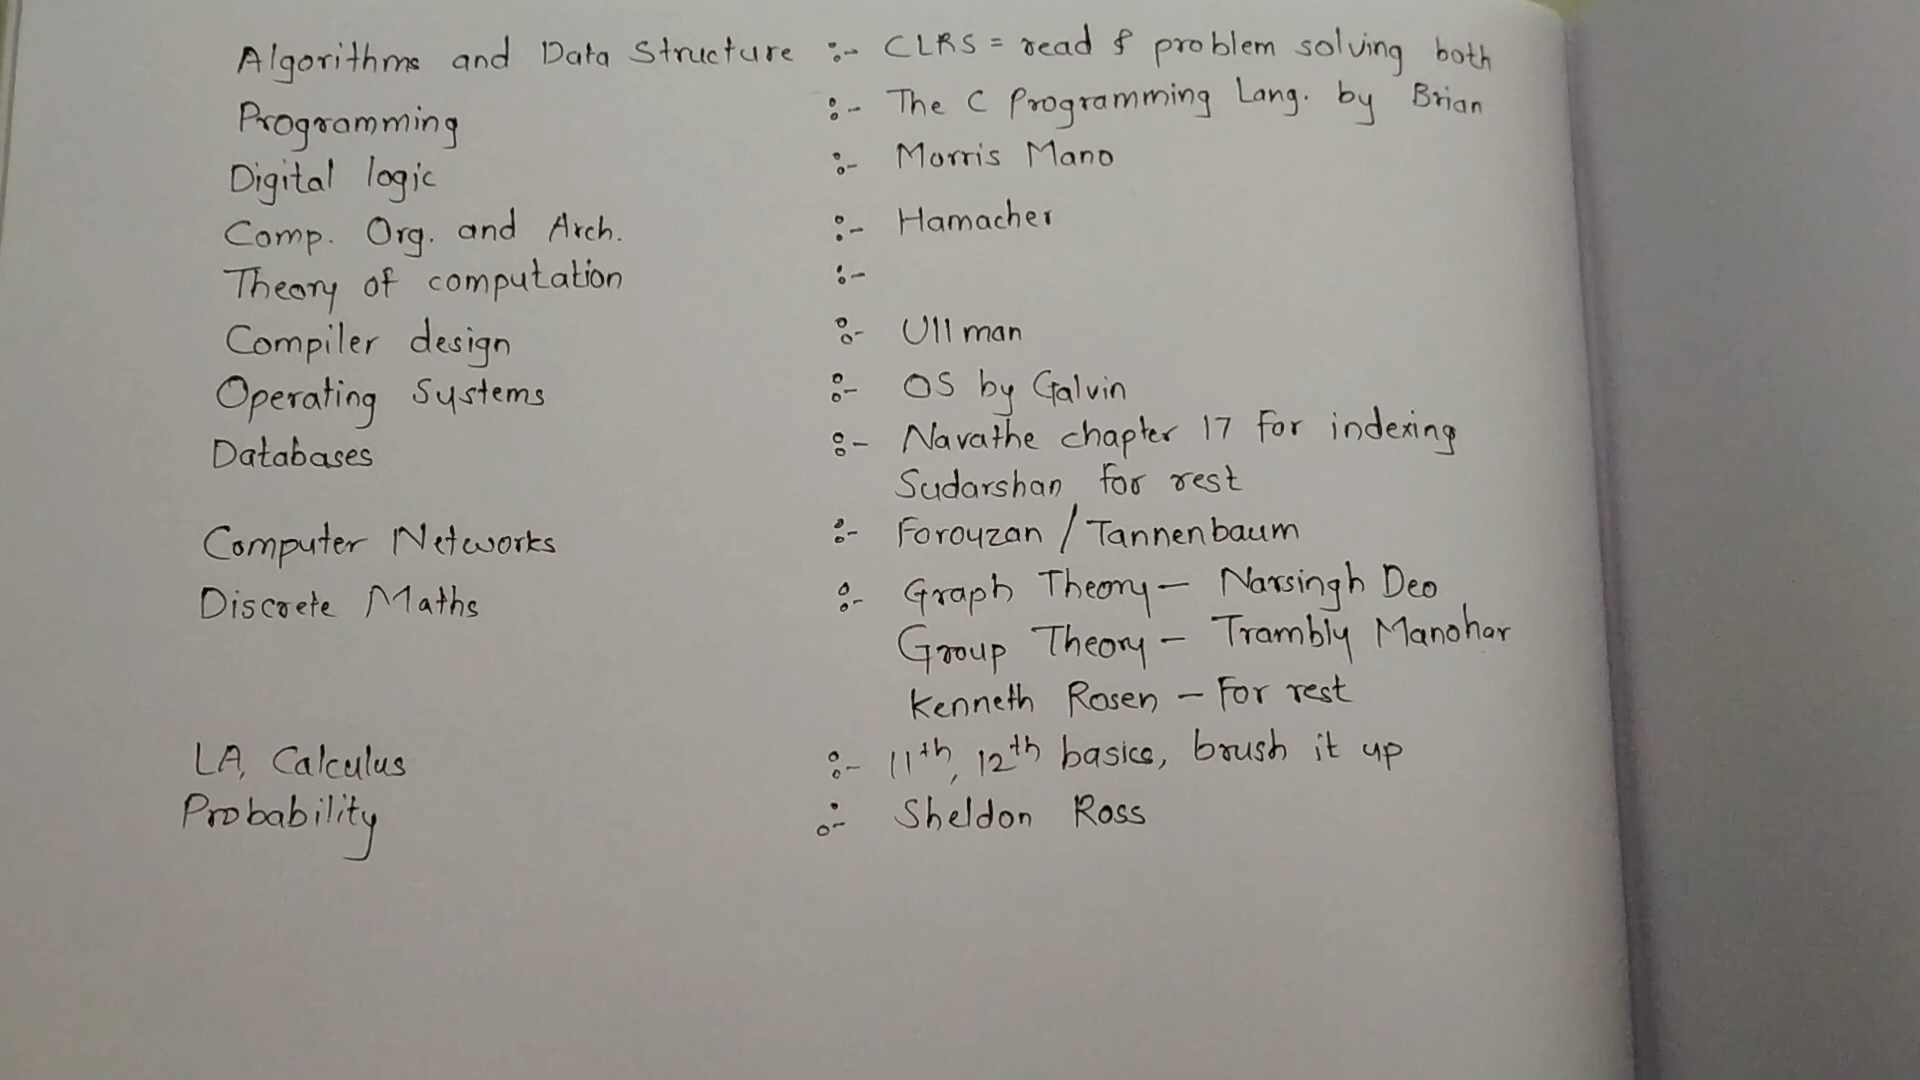 Algorithms and Data Structure :- CLRS = read & problem solving both
Programming :- The C Programming Lang. by Brian
Digital logic :- Morris Mano
Comp. Org. and Arch. :- Hamacher
Theory of computation :-
Compiler design :- Ullman
Operating Systems :- OS by Galvin
Databases :- Navathe chapter 17 For indexing
Sudarshan for rest
Computer Networks :- Forouzan / Tannenbaum
Discrete Maths :- Graph Theory – Narsingh Deo
Group Theory – Trambly Manohar
Kenneth Rosen – For rest
LA, Calculus :- 11th, 12th basics, brush it up
Probability :- Sheldon Ross